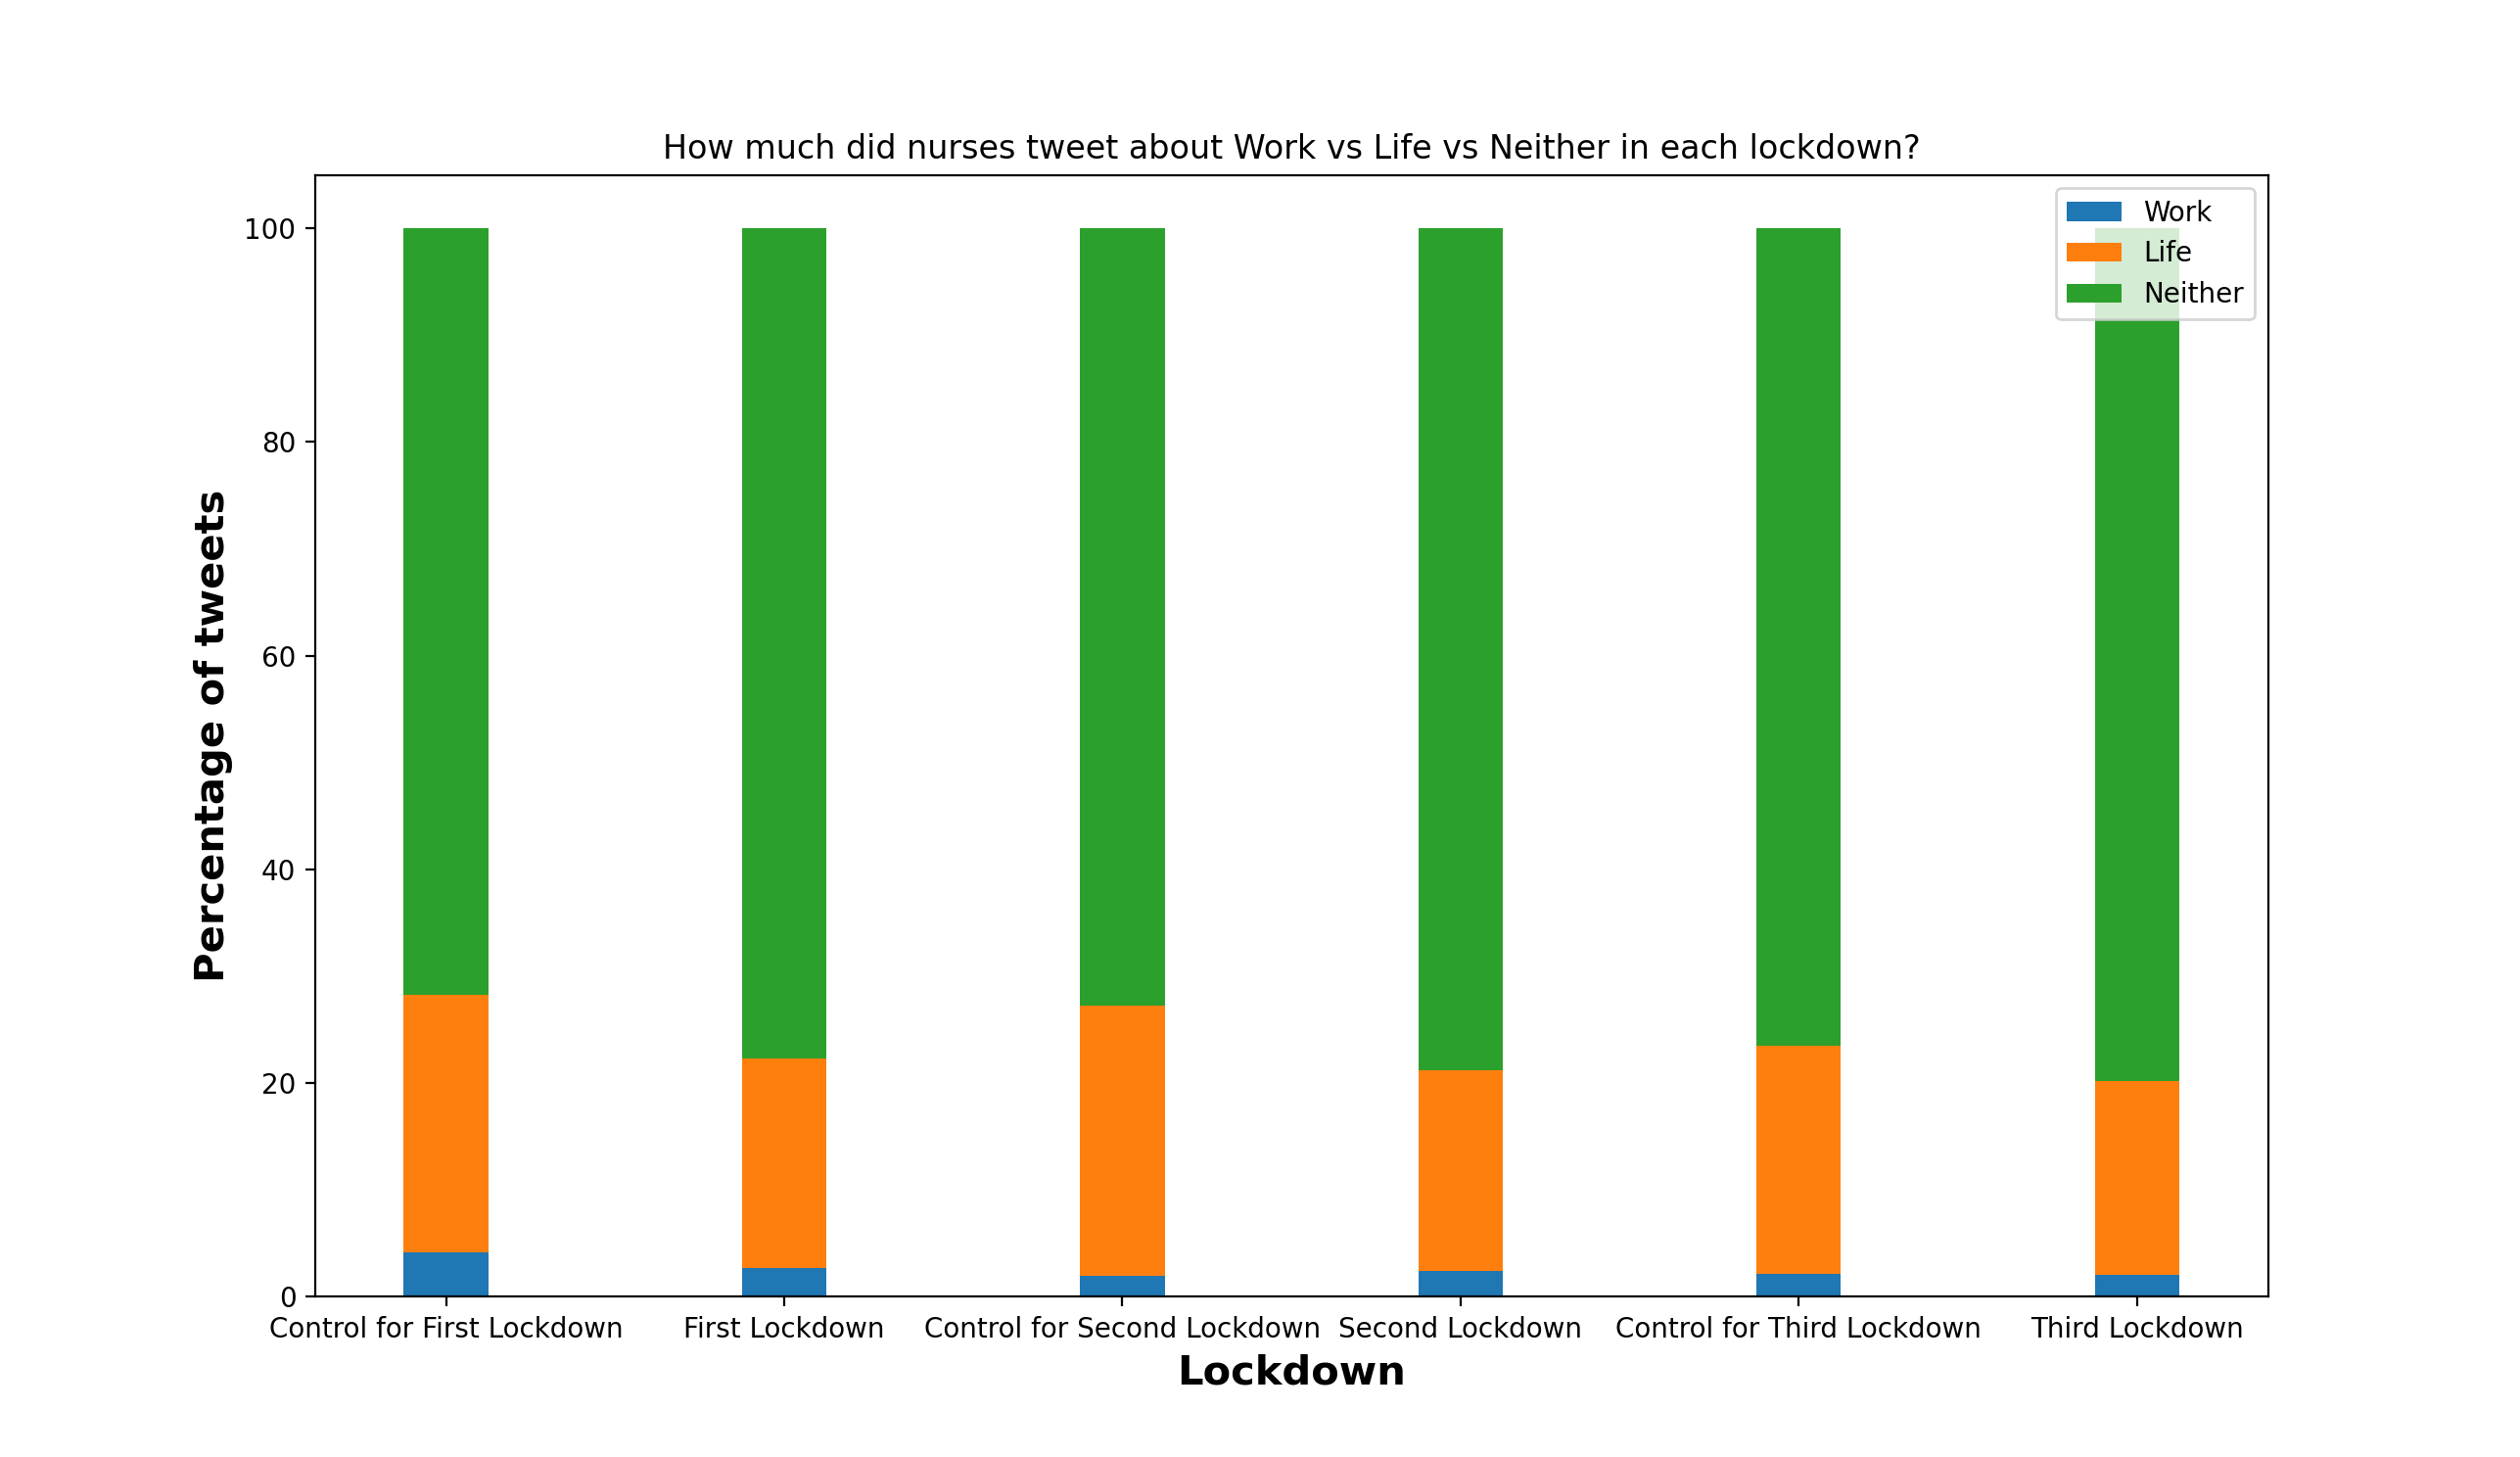 How much did nurses tweet about Work vs Life vs Neither in each lockdown?
Work
Life
Neither
Percentage of tweets
100
80
60
40
20
0
Control for First Lockdown
First Lockdown
Control for Second Lockdown
Second Lockdown
Control for Third Lockdown
Third Lockdown
Lockdown